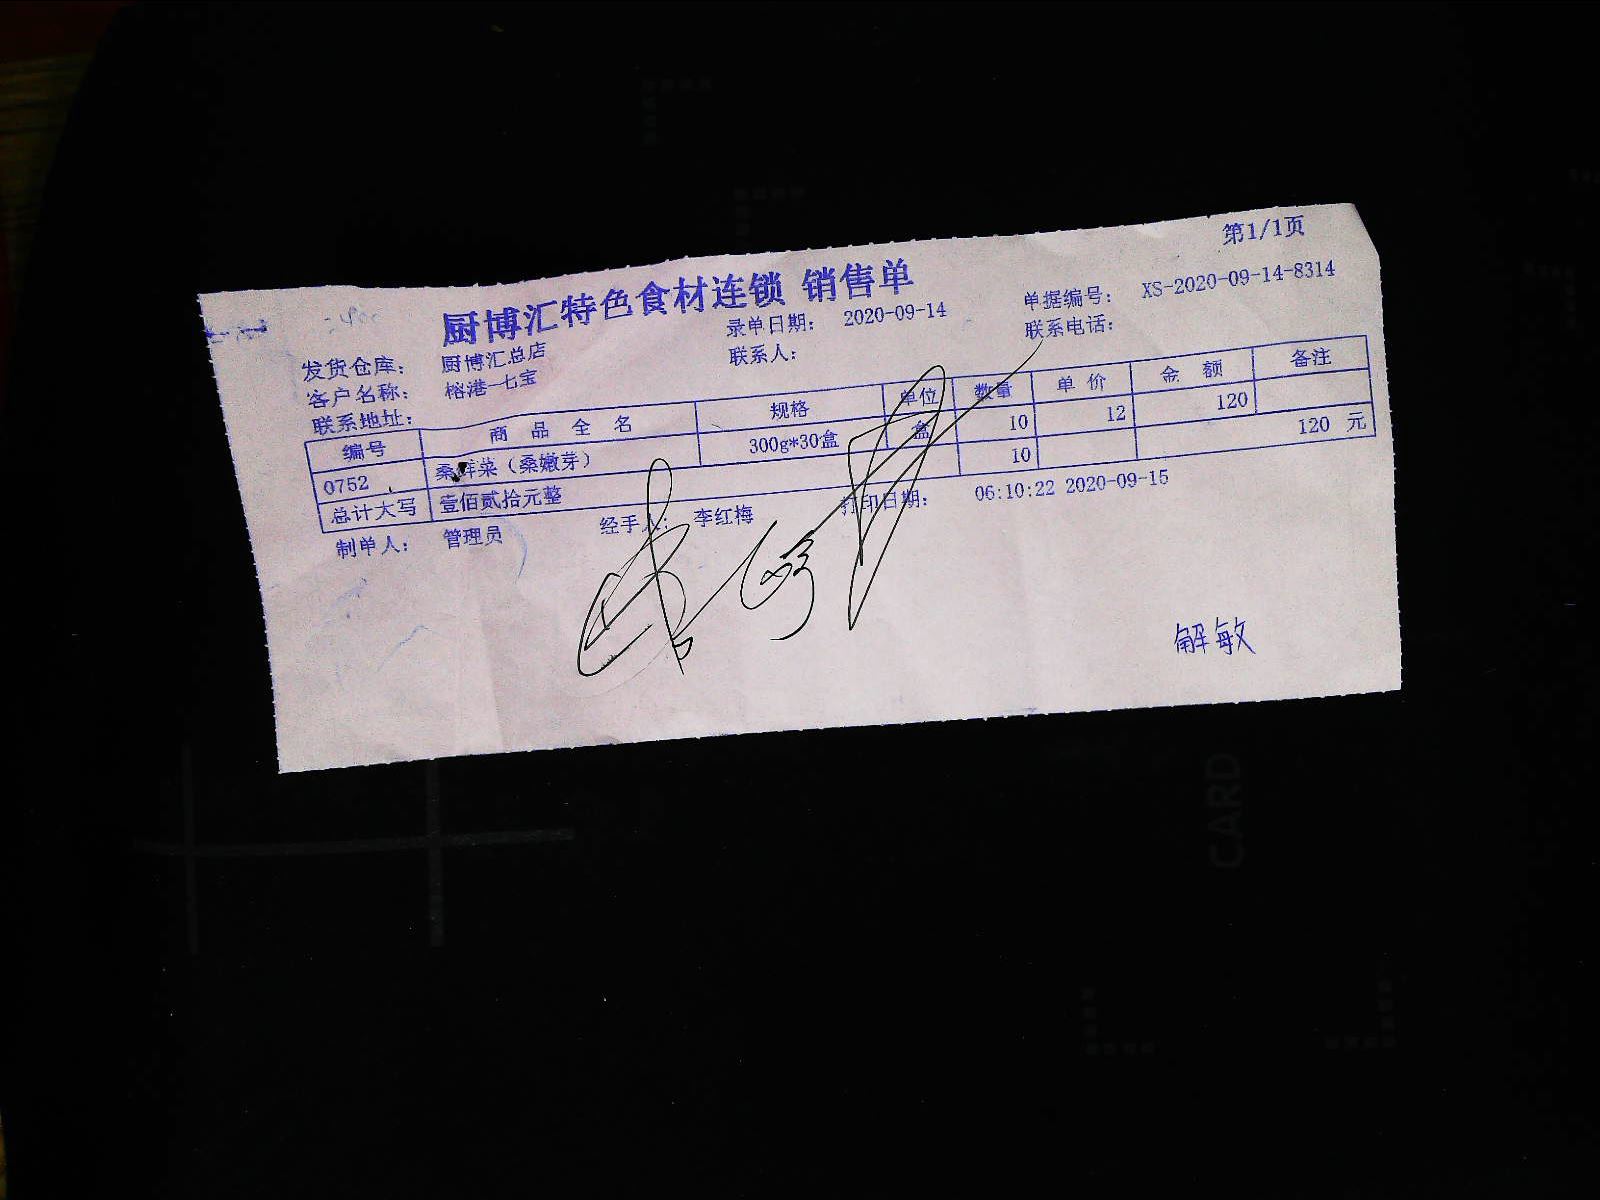 第1/1页
厨博汇特色食材连锁 销售单
发货仓库： 厨博汇总店 录单日期： 2020-09-14 单据编号： XS-2020-09-14-8314
客户名称： 榕港—七宝 联系人： 联系电话：
联系地址：
编号 商品全名 规格 单位 数量 单价 金额 备注
0752 桑鲜菜（桑嫩芽） 300g*30盒 盒 10 12 120
总计大写 壹佰贰拾元整 10 120 元
制单人： 管理员 经手人： 李红梅 打印日期： 06:10:22 2020-09-15
解敏